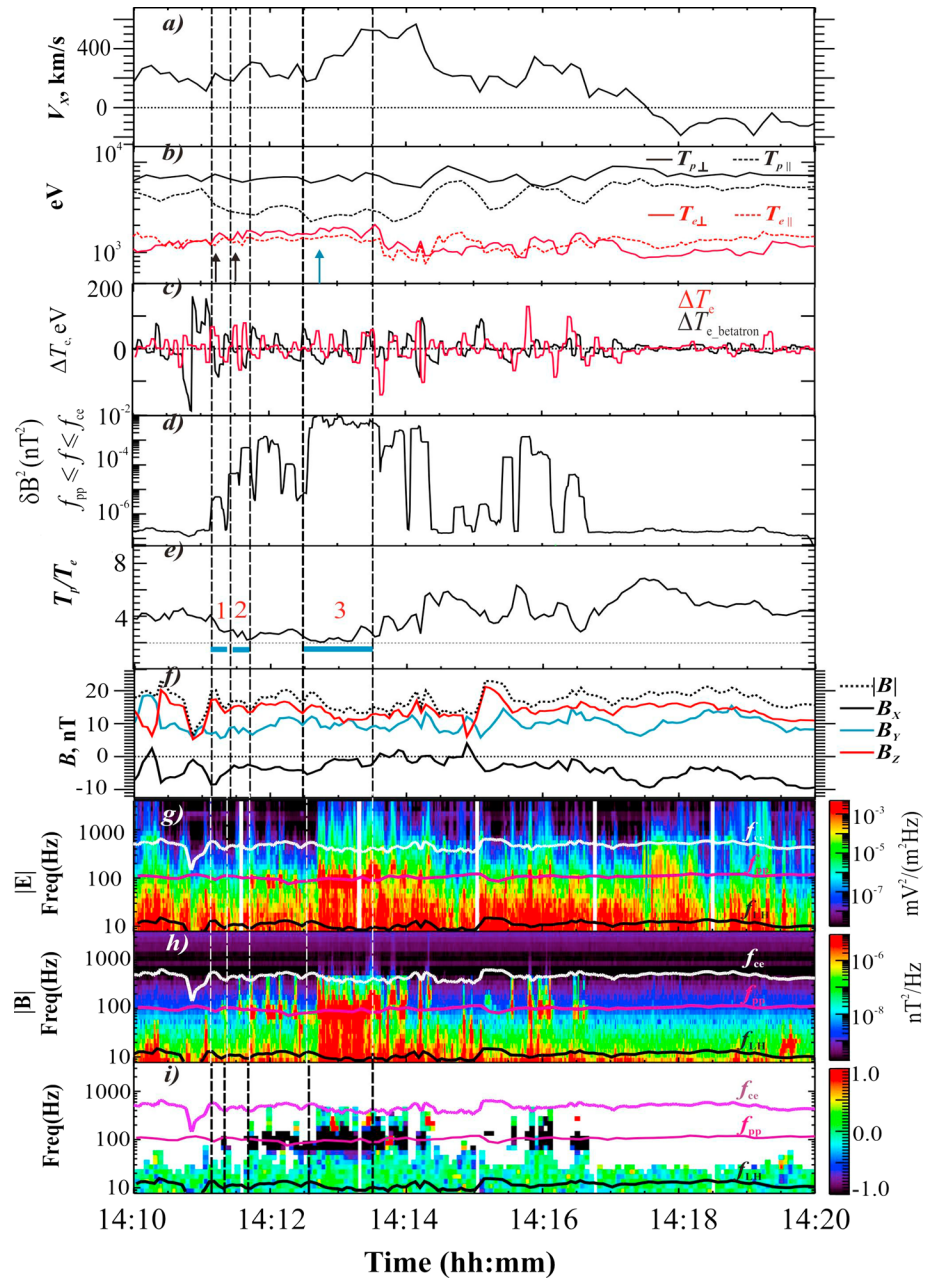 a)
400
0
V_x, km/s
b)
10^4
10^3
eV
T_p⊥
T_p∥
T_e⊥
T_e∥
c)
200
0
ΔT_e, eV
ΔT_e
ΔT_e_betatron
d)
10^-2
10^-4
10^-6
δB^2 (nT^2)
f_pp ⩽ f ⩽ f_ce
e)
8
4
T_p/T_e
1 2 3
f)
20
10
0
-10
B, nT
|B|
B_X
B_Y
B_Z
g)
1000
100
10
|E|
Freq(Hz)
f_ce
f_pp
f_LH
10^-3
10^-5
10^-7
mV^2/(m^2Hz)
h)
1000
100
10
|B|
Freq(Hz)
f_ce
f_pp
f_LH
10^-6
10^-8
nT^2/Hz
i)
1000
100
10
Freq(Hz)
f_ce
f_pp
f_LH
1.0
0.0
-1.0
14:10 14:12 14:14 14:16 14:18 14:20
Time (hh:mm)